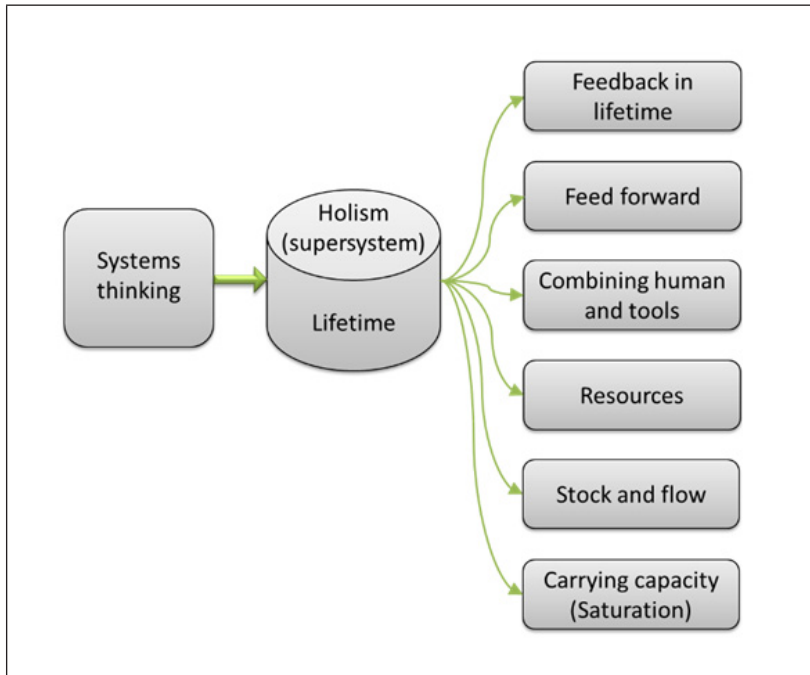 Systems
thinking
Holism
(supersystem)
Lifetime
Feedback in
lifetime
Feed forward
Combining human
and tools
Resources
Stock and flow
Carrying capacity
(Saturation)